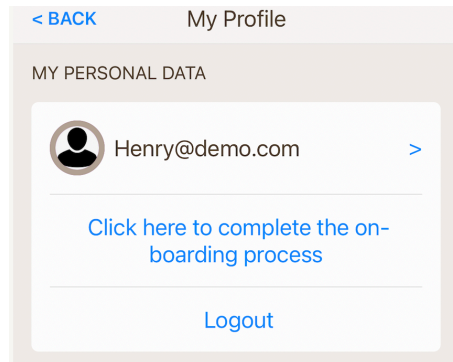 < BACK My Profile
MY PERSONAL DATA
Henry@demo.com >
Click here to complete the on-
boarding process
Logout